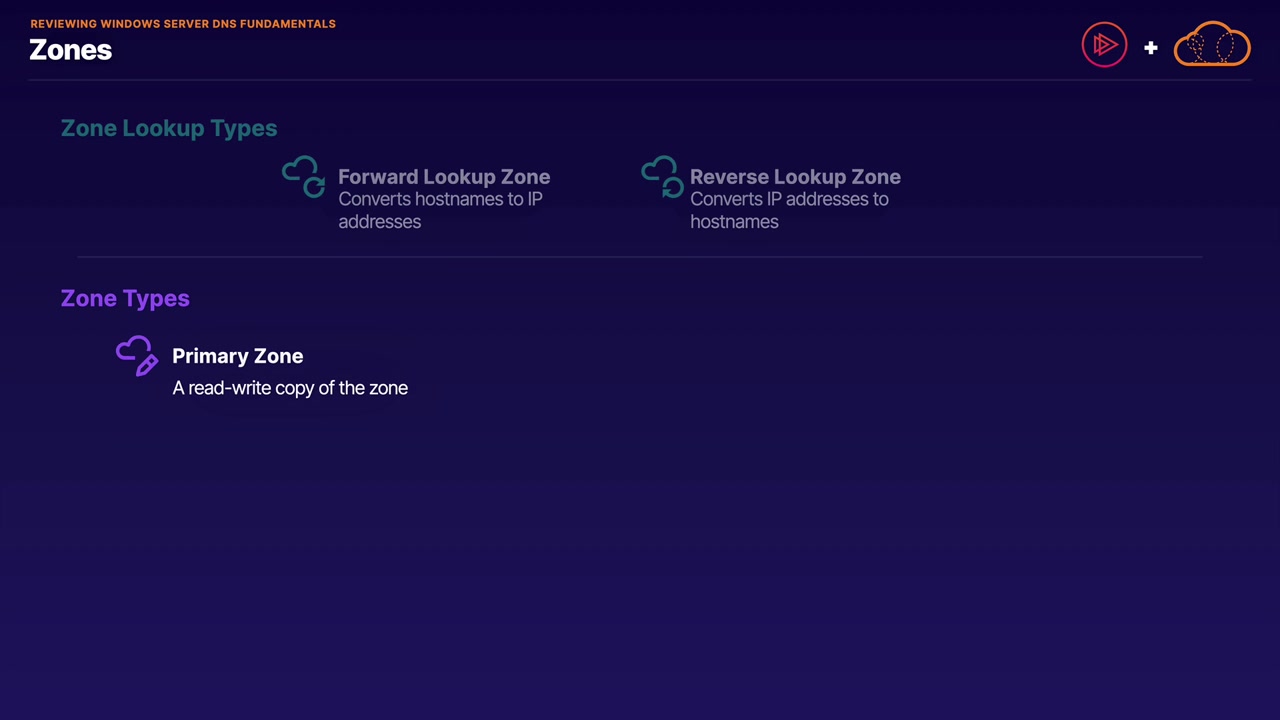 REVIEWING WINDOWS SERVER DNS FUNDAMENTALS
Zones
+
Zone Lookup Types
Forward Lookup Zone
Converts hostnames to IP
addresses
Reverse Lookup Zone
Converts IP addresses to
hostnames
Zone Types
Primary Zone
A read-write copy of the zone